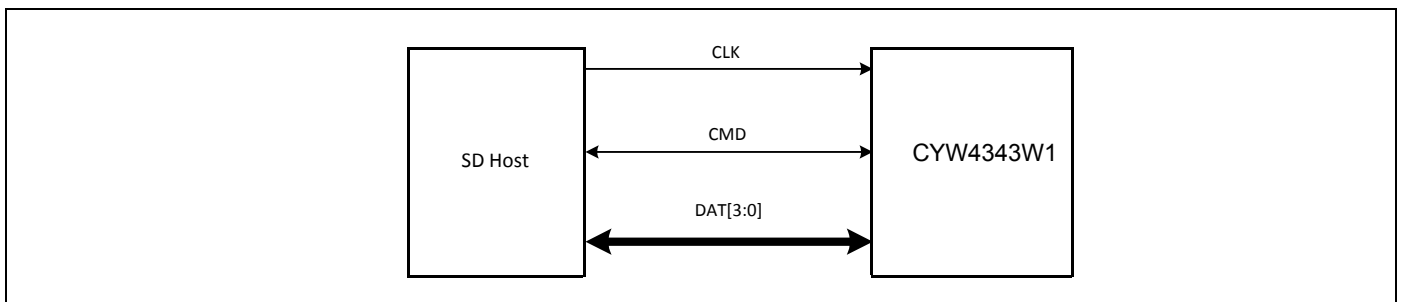 CLK
CMD
SD Host
CYW4343W1
DAT[3:0]